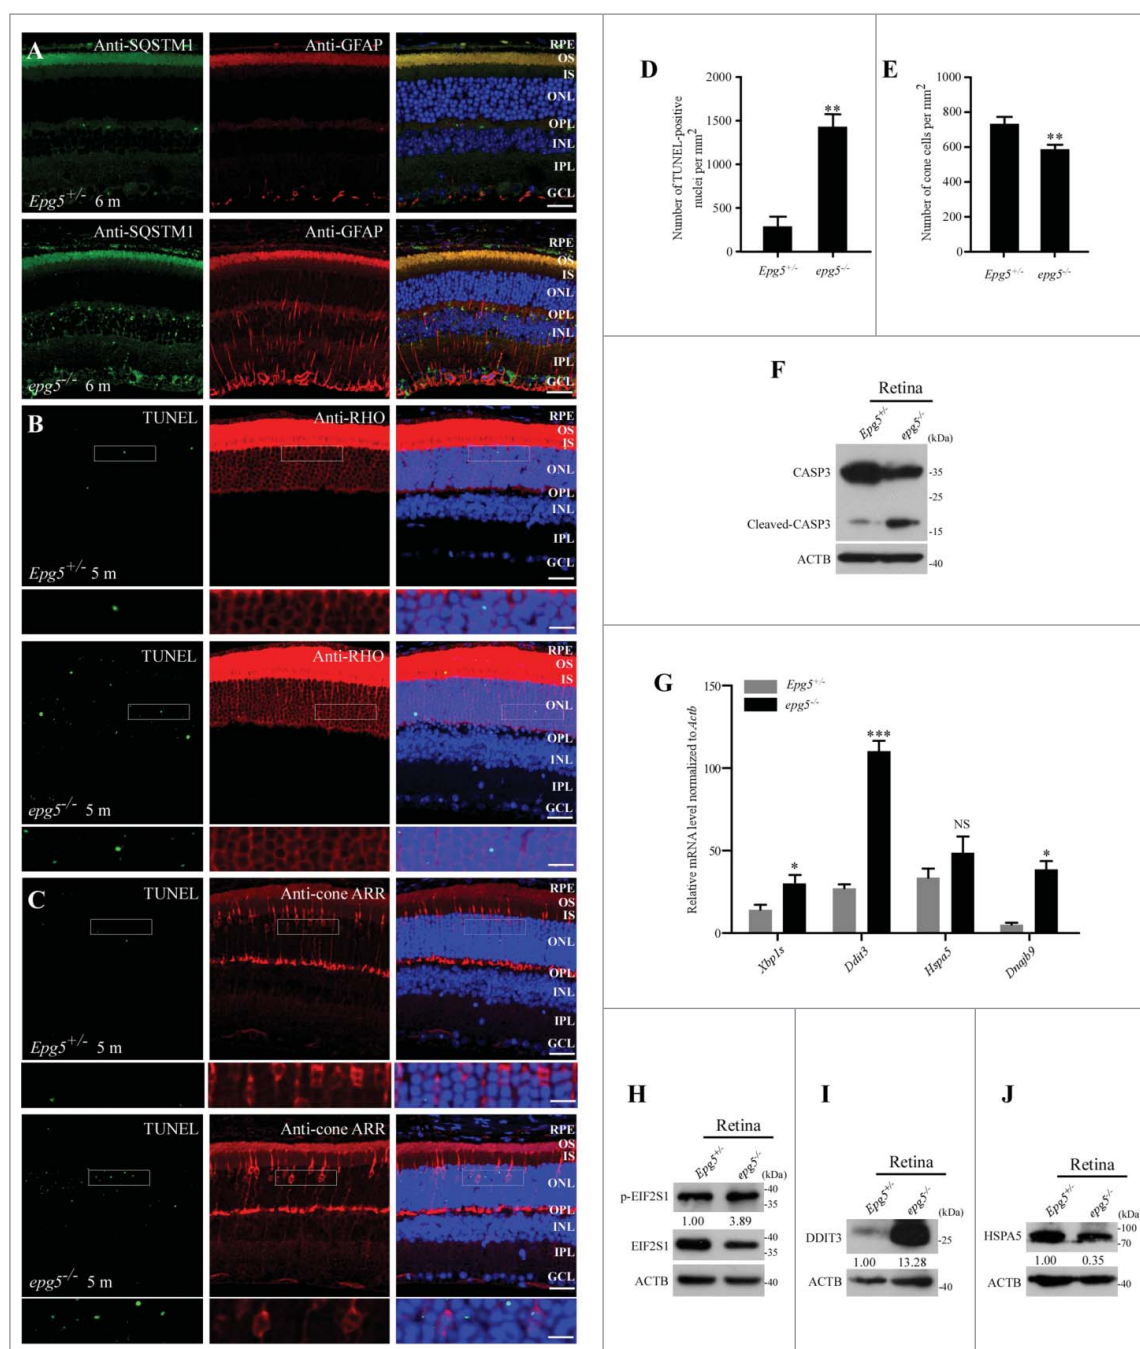 A
Anti-SQSTM1
Anti-GFAP
RPE
OS
IS
ONL
OPL
INL
IPL
GCL
Epg5+/- 6 m
Anti-SQSTM1
Anti-GFAP
RPE
OS
IS
ONL
OPL
INL
IPL
GCL
epg5-/- 6 m
B
TUNEL
Anti-RHO
RPE
OS
IS
ONL
OPL
INL
IPL
GCL
Epg5+/- 5 m
TUNEL
Anti-RHO
RPE
OS
IS
ONL
OPL
INL
IPL
GCL
epg5-/- 5 m
C
TUNEL
Anti-cone ARR
RPE
OS
IS
ONL
OPL
INL
IPL
GCL
Epg5+/- 5 m
TUNEL
Anti-cone ARR
RPE
OS
IS
ONL
OPL
INL
IPL
GCL
epg5-/- 5 m
D
Number of TUNEL-positive
nuclei per mm2
2000
1500
1000
500
0
**
Epg5+/-
epg5-/-
E
Number of cone cells per mm2
1000
800
600
400
200
0
**
Epg5+/-
epg5-/-
F
Retina
Epg5+/-
epg5-/-
(kDa)
CASP3
-35
-25
Cleaved-CASP3
-15
ACTB
-40
G
Epg5+/-
epg5-/-
Relative mRNA level normalized to Actb
150
100
50
0
*
***
NS
*
Xbp1s
Ddit3
Hspa5
Dnajb9
H
Retina
Epg5+/-
epg5-/-
(kDa)
p-EIF2S1
-40
-35
1.00 3.89
EIF2S1
-40
-35
ACTB
-40
I
Retina
Epg5+/-
epg5-/-
(kDa)
DDIT3
-25
1.00 13.28
ACTB
-40
J
Retina
Epg5+/-
epg5-/-
(kDa)
HSPA5
-100
-70
1.00 0.35
ACTB
-40